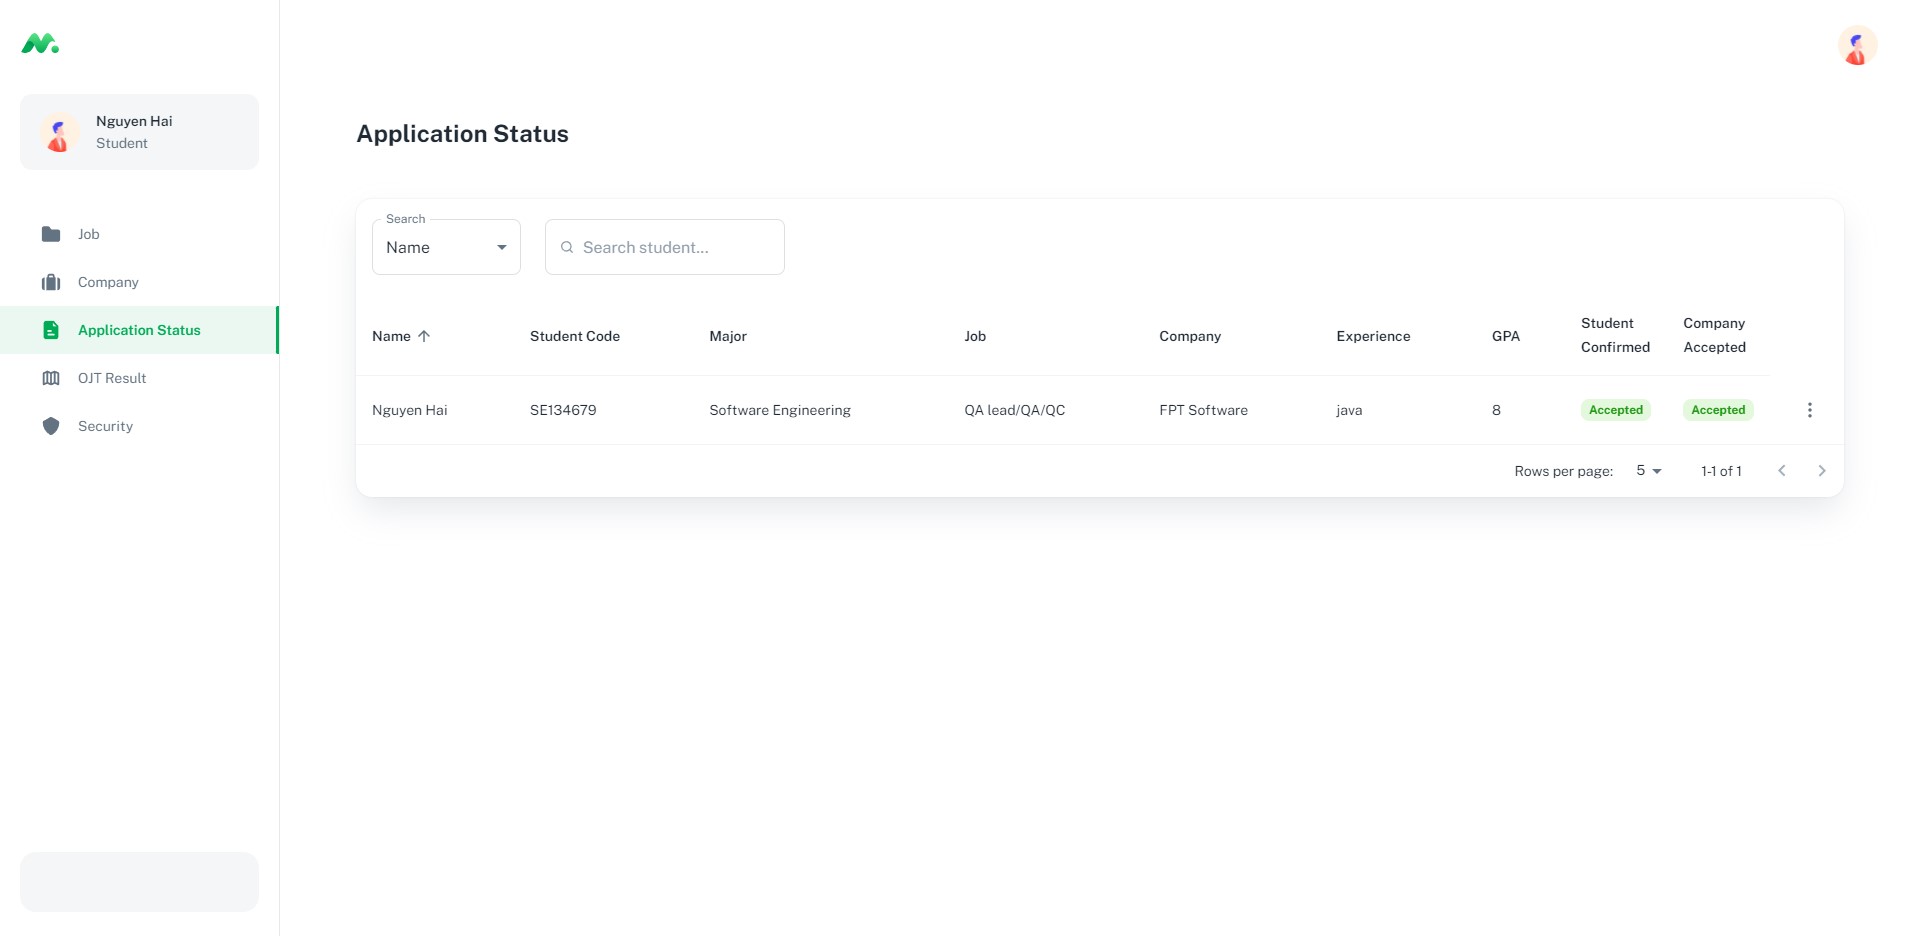 Nguyen Hai
Student
Job
Company
Application Status
OJT Result
Security
Application Status
Search
Name
Search student...
Name Student Code Major Job Company Experience GPA Student Confirmed Company Accepted
Nguyen Hai SE134679 Software Engineering QA lead/QA/QC FPT Software java 8 Accepted Accepted
Rows per page: 5 1-1 of 1